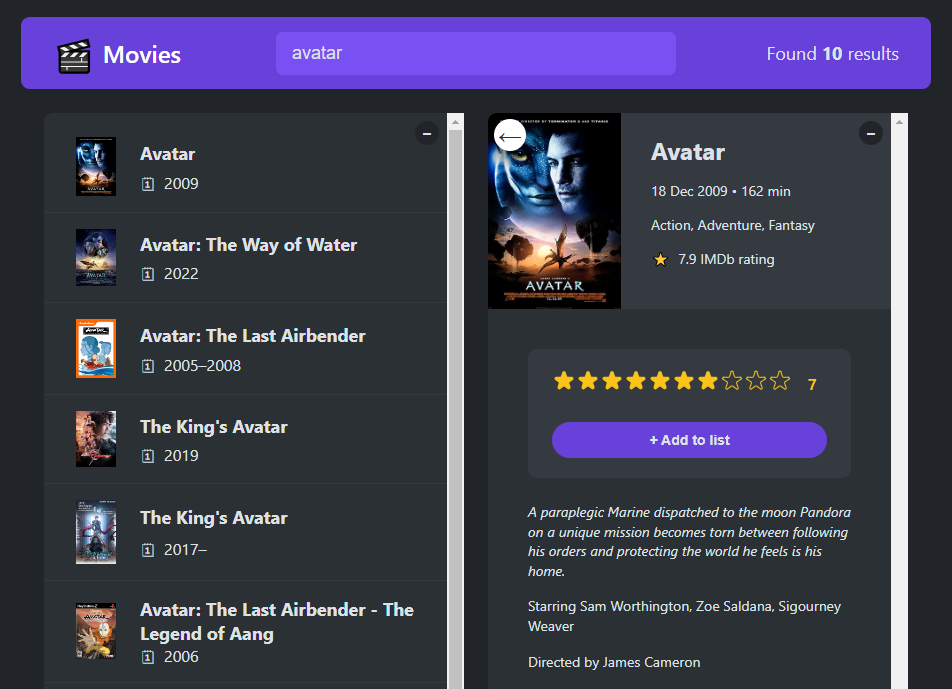 Movies
avatar
Found 10 results
Avatar
2009
Avatar: The Way of Water
2022
Avatar: The Last Airbender
2005–2008
The King's Avatar
2019
The King's Avatar
2017–
Avatar: The Last Airbender - The
Legend of Aang
2006
AVATAR
Avatar
18 Dec 2009 • 162 min
Action, Adventure, Fantasy
7.9 IMDb rating
7
+ Add to list
A paraplegic Marine dispatched to the moon Pandora
on a unique mission becomes torn between following
his orders and protecting the world he feels is his
home.
Starring Sam Worthington, Zoe Saldana, Sigourney
Weaver
Directed by James Cameron